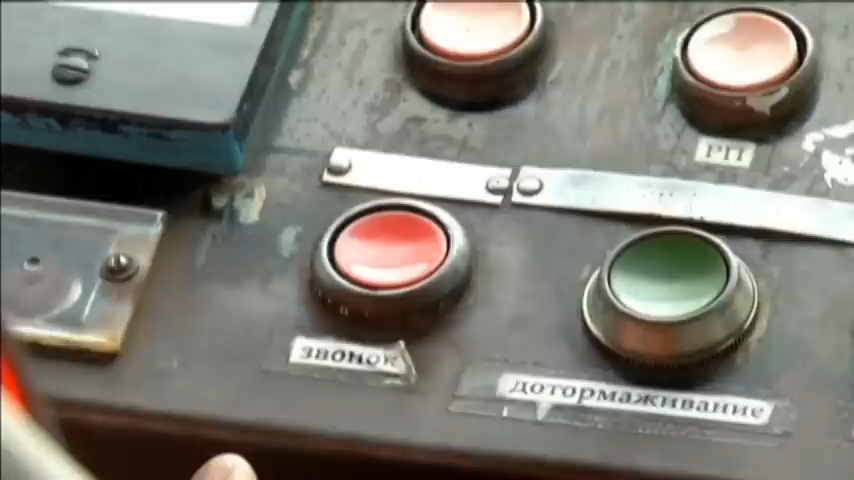 РП
звонок
дотормаживание